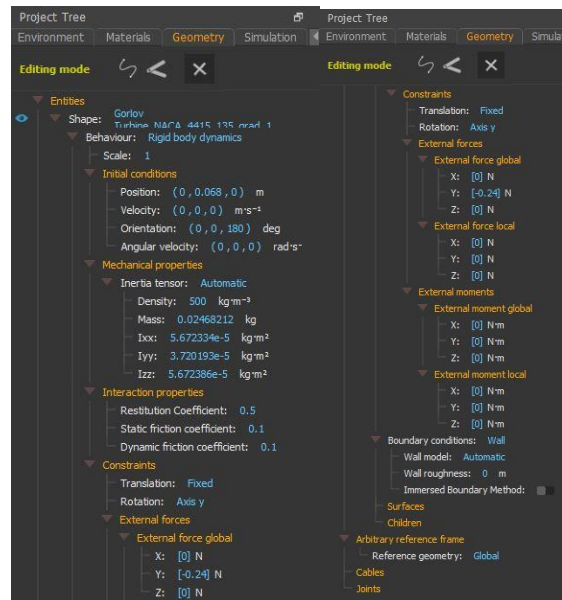 Project Tree
Environment Materials Geometry Simulation
Editing mode
Entities
Shape: Gorlov
Turbine_NACA_4415_135_grad_1
Behaviour: Rigid body dynamics
Scale: 1
Initial conditions
Position: (0,0.068,0) m
Velocity: (0,0,0) m·s⁻¹
Orientation: (0,0,180) deg
Angular velocity: (0,0,0) rad·s⁻
Mechanical properties
Inertia tensor: Automatic
Density: 500 kg·m⁻³
Mass: 0.02468212 kg
Ixx: 5.672334e-5 kg·m²
Iyy: 3.720193e-5 kg·m²
Izz: 5.672386e-5 kg·m²
Interaction properties
Restitution Coefficient: 0.5
Static friction coefficient: 0.1
Dynamic friction coefficient: 0.1
Constraints
Translation: Fixed
Rotation: Axis y
External forces
External force global
X: [0] N
Y: [-0.24] N
Z: [0] N
Project Tree
Environment Materials Geometry Simula
Editing mode
Constraints
Translation: Fixed
Rotation: Axis y
External forces
External force global
X: [0] N
Y: [-0.24] N
Z: [0] N
External force local
X: [0] N
Y: [0] N
Z: [0] N
External moments
External moment global
X: [0] N·m
Y: [0] N·m
Z: [0] N·m
External moment local
X: [0] N·m
Y: [0] N·m
Z: [0] N·m
Boundary conditions: Wall
Wall model: Automatic
Wall roughness: 0 m
Immersed Boundary Method:
Surfaces
Children
Arbitrary reference frame
Reference geometry: Global
Cables
Joints